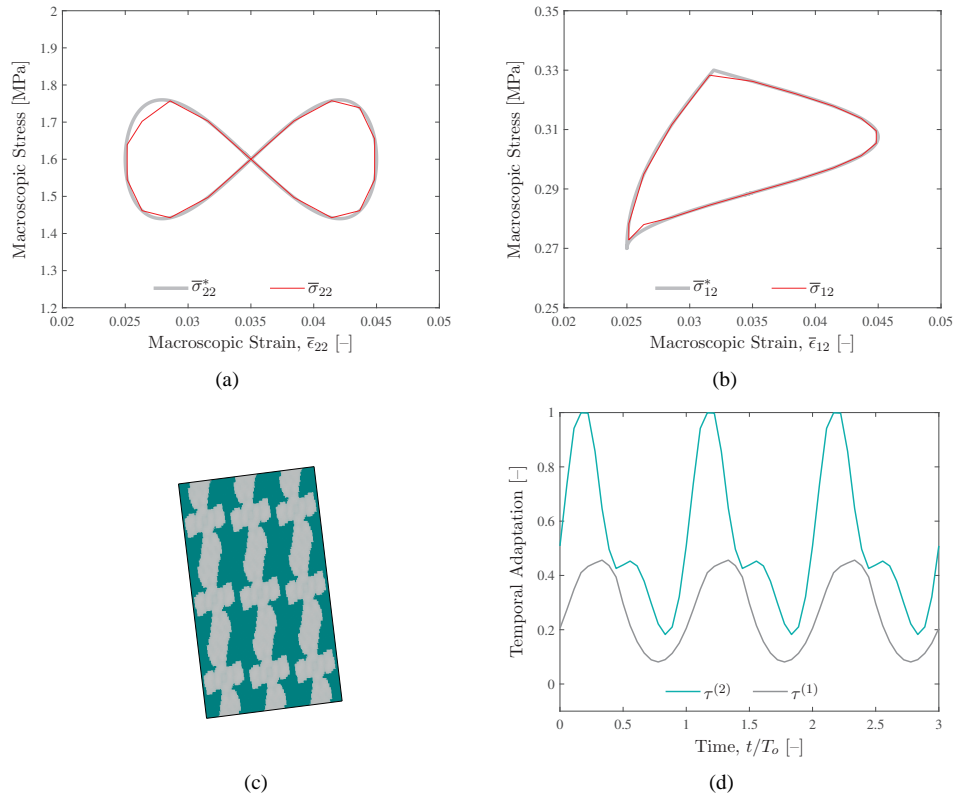 2
1.9
1.8
1.7
1.6
1.5
1.4
1.3
1.2
0.02 0.025 0.03 0.035 0.04 0.045 0.05
Macroscopic Stress [MPa]
Macroscopic Strain, ε̅₂₂ [–]
σ̅*₂₂ σ̅₂₂
(a)
0.35
0.33
0.31
0.29
0.27
0.25
0.02 0.025 0.03 0.035 0.04 0.045 0.05
Macroscopic Stress [MPa]
Macroscopic Strain, ε̅₁₂ [–]
σ̅*₁₂ σ̅₁₂
(b)
(c)
1
0.8
0.6
0.4
0.2
0
0 0.5 1 1.5 2 2.5 3
Temporal Adaptation [–]
Time, t/Tₒ [–]
τ⁽²⁾ τ⁽¹⁾
(d)